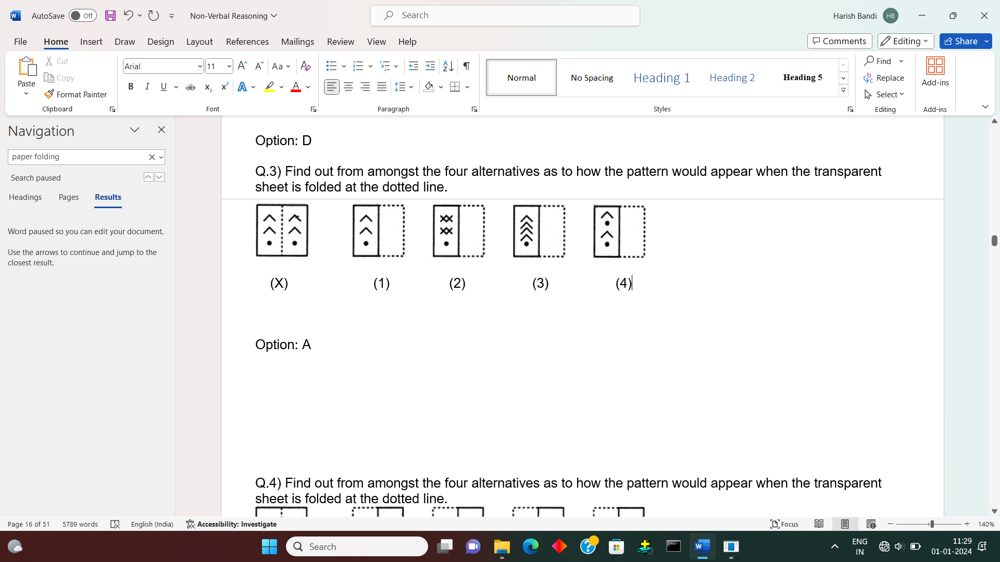 AutoSave Off Non-Verbal Reasoning Search Harish Bandi HB
File Home Insert Draw Design Layout References Mailings Review View Help Comments Editing Share
Paste
Cut
Copy
Format Painter
Clipboard
Arial 11
Font
Paragraph
Normal No Spacing Heading 1 Heading 2 Heading 5
Styles
Find
Replace
Select
Editing
Add-ins
Add-ins
Navigation
paper folding
Search paused
Headings Pages Results
Word paused so you can edit your document.
Use the arrows to continue and jump to the
closest result.
Option: D
Q.3) Find out from amongst the four alternatives as to how the pattern would appear when the transparent
sheet is folded at the dotted line.
(X) (1) (2) (3) (4)
Option: A
Q.4) Find out from amongst the four alternatives as to how the pattern would appear when the transparent
sheet is folded at the dotted line.
Page 16 of 51 5789 words English (India) Accessibility: Investigate Focus 140%
Search
ENG
IN
11:29
01-01-2024